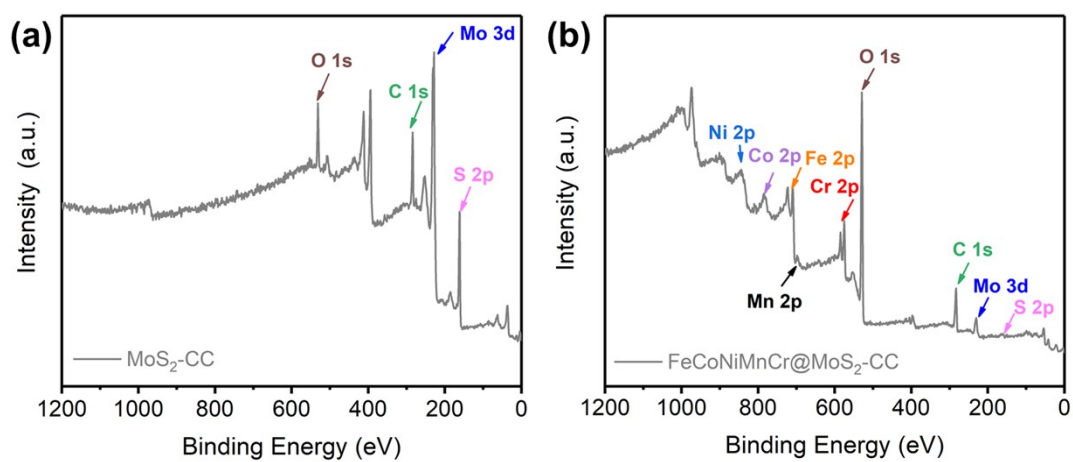 (a)
Mo 3d
O 1s
C 1s
S 2p
Intensity (a.u.)
MoS₂-CC
1200 1000 800 600 400 200 0
Binding Energy (eV)
(b)
O 1s
Ni 2p
Co 2p
Fe 2p
Cr 2p
Mn 2p
C 1s
Mo 3d
S 2p
Intensity (a.u.)
FeCoNiMnCr@MoS₂-CC
1200 1000 800 600 400 200 0
Binding Energy (eV)